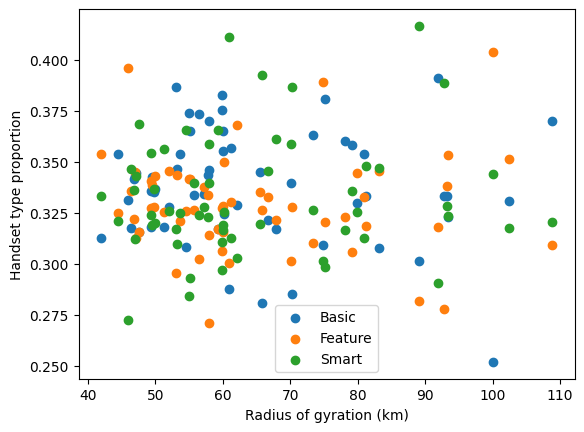 Handset type proportion
0.400
0.375
0.350
0.325
0.300
0.275
0.250
Basic
Feature
Smart
40 50 60 70 80 90 100 110
Radius of gyration (km)